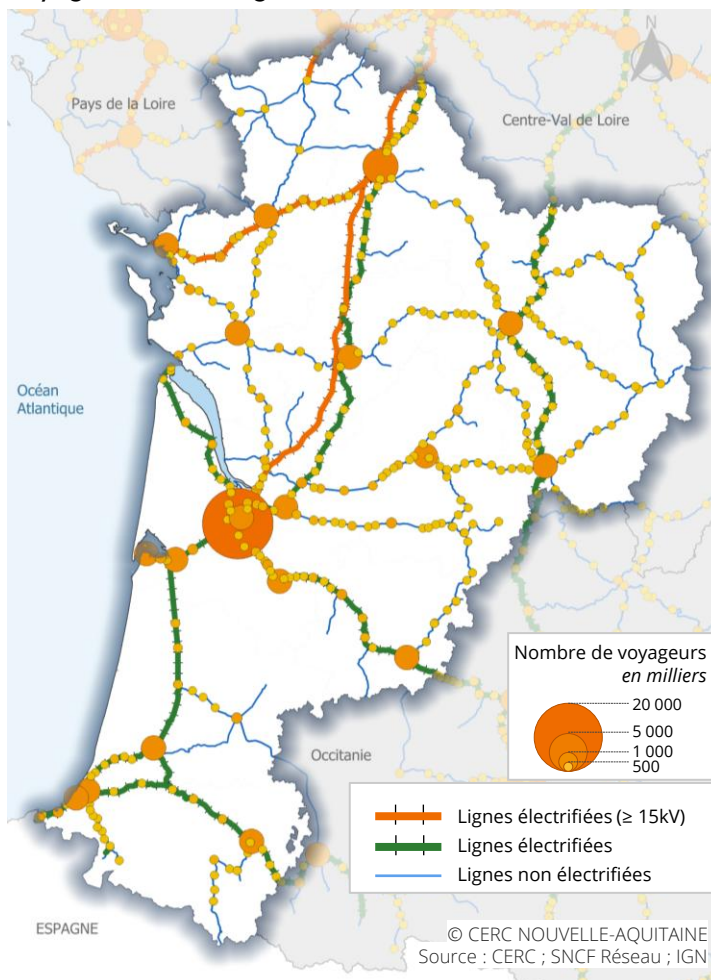 N
Pays de la Loire
Centre-Val de Loire
Océan
Atlantique
Nombre de voyageurs
en milliers
20 000
5 000
1 000
500
Occitanie
Lignes électrifiées (≥ 15kV)
Lignes électrifiées
Lignes non électrifiées
ESPAGNE
© CERC NOUVELLE-AQUITAINE
Source : CERC ; SNCF Réseau ; IGN